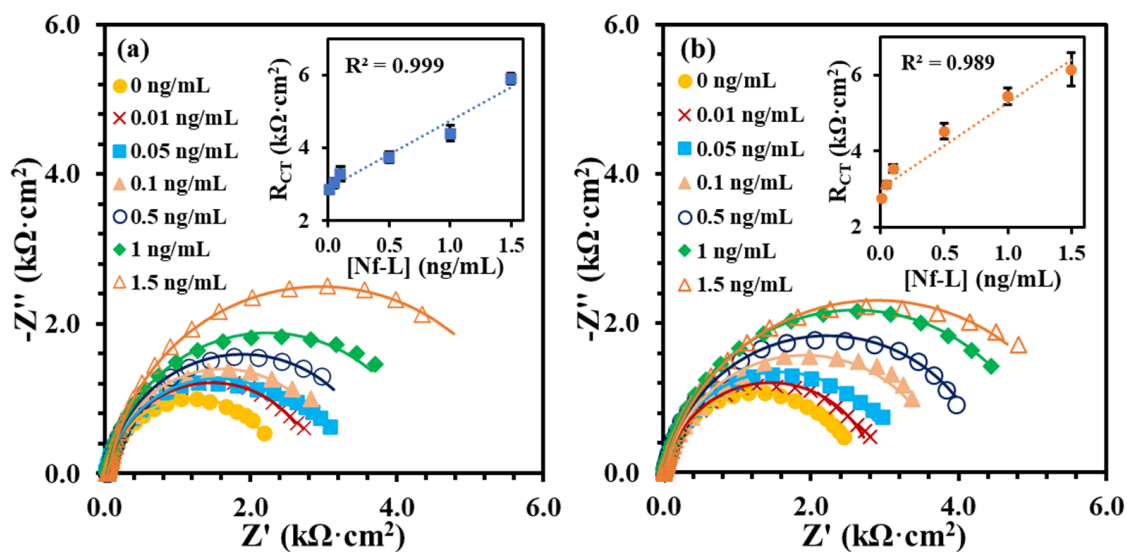 (a)
6.0
4.0
2.0
0.0
-Z'' (kΩ·cm²)
0 ng/mL
0.01 ng/mL
0.05 ng/mL
0.1 ng/mL
0.5 ng/mL
1 ng/mL
1.5 ng/mL
R² = 0.999
R_CT (kΩ·cm²)
6
4
2
0.0 0.5 1.0 1.5
[Nf-L] (ng/mL)
0.0 2.0 4.0 6.0
Z' (kΩ·cm²)
(b)
6.0
4.0
2.0
0.0
-Z'' (kΩ·cm²)
0 ng/mL
0.01 ng/mL
0.05 ng/mL
0.1 ng/mL
0.5 ng/mL
1 ng/mL
1.5 ng/mL
R² = 0.989
R_CT (kΩ·cm²)
6
4
2
0.0 0.5 1.0 1.5
[Nf-L] (ng/mL)
0.0 2.0 4.0 6.0
Z' (kΩ·cm²)